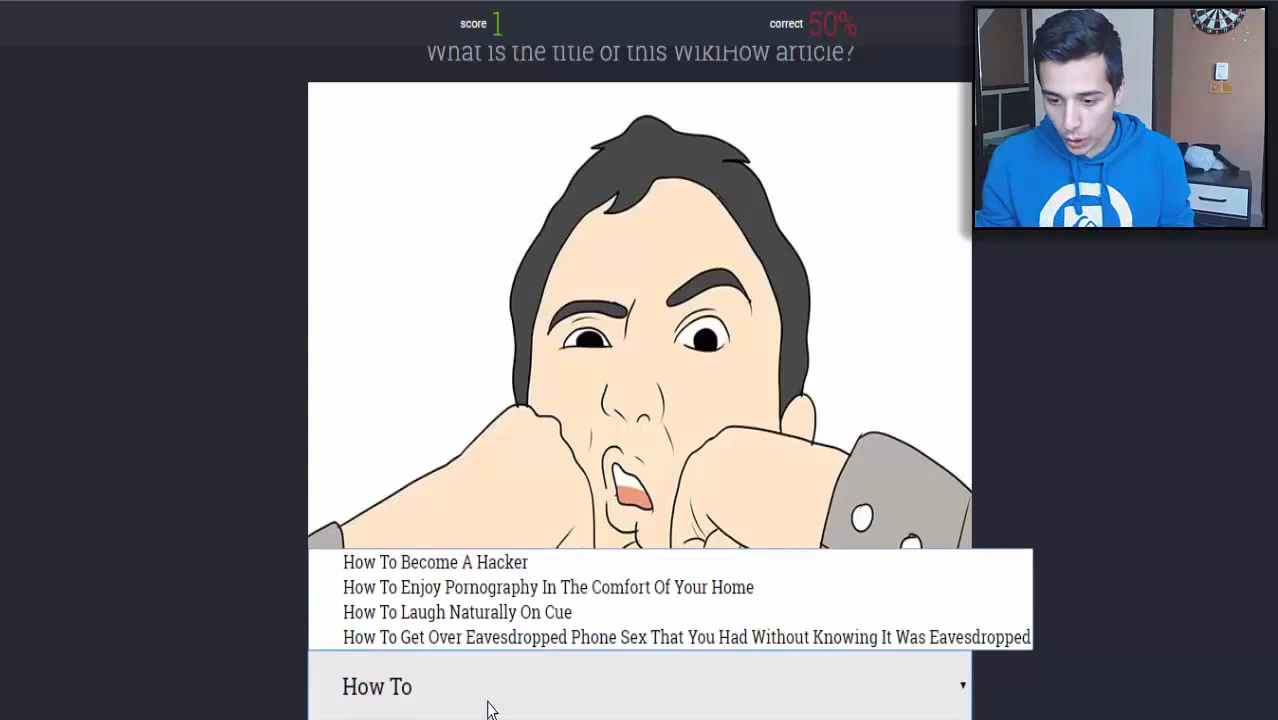 score 1 correct 50%
What is the title of this WikiHow article?
How To Become A Hacker
How To Enjoy Pornography In The Comfort Of Your Home
How To Laugh Naturally On Cue
How To Get Over Eavesdropped Phone Sex That You Had Without Knowing It Was Eavesdropped
How To